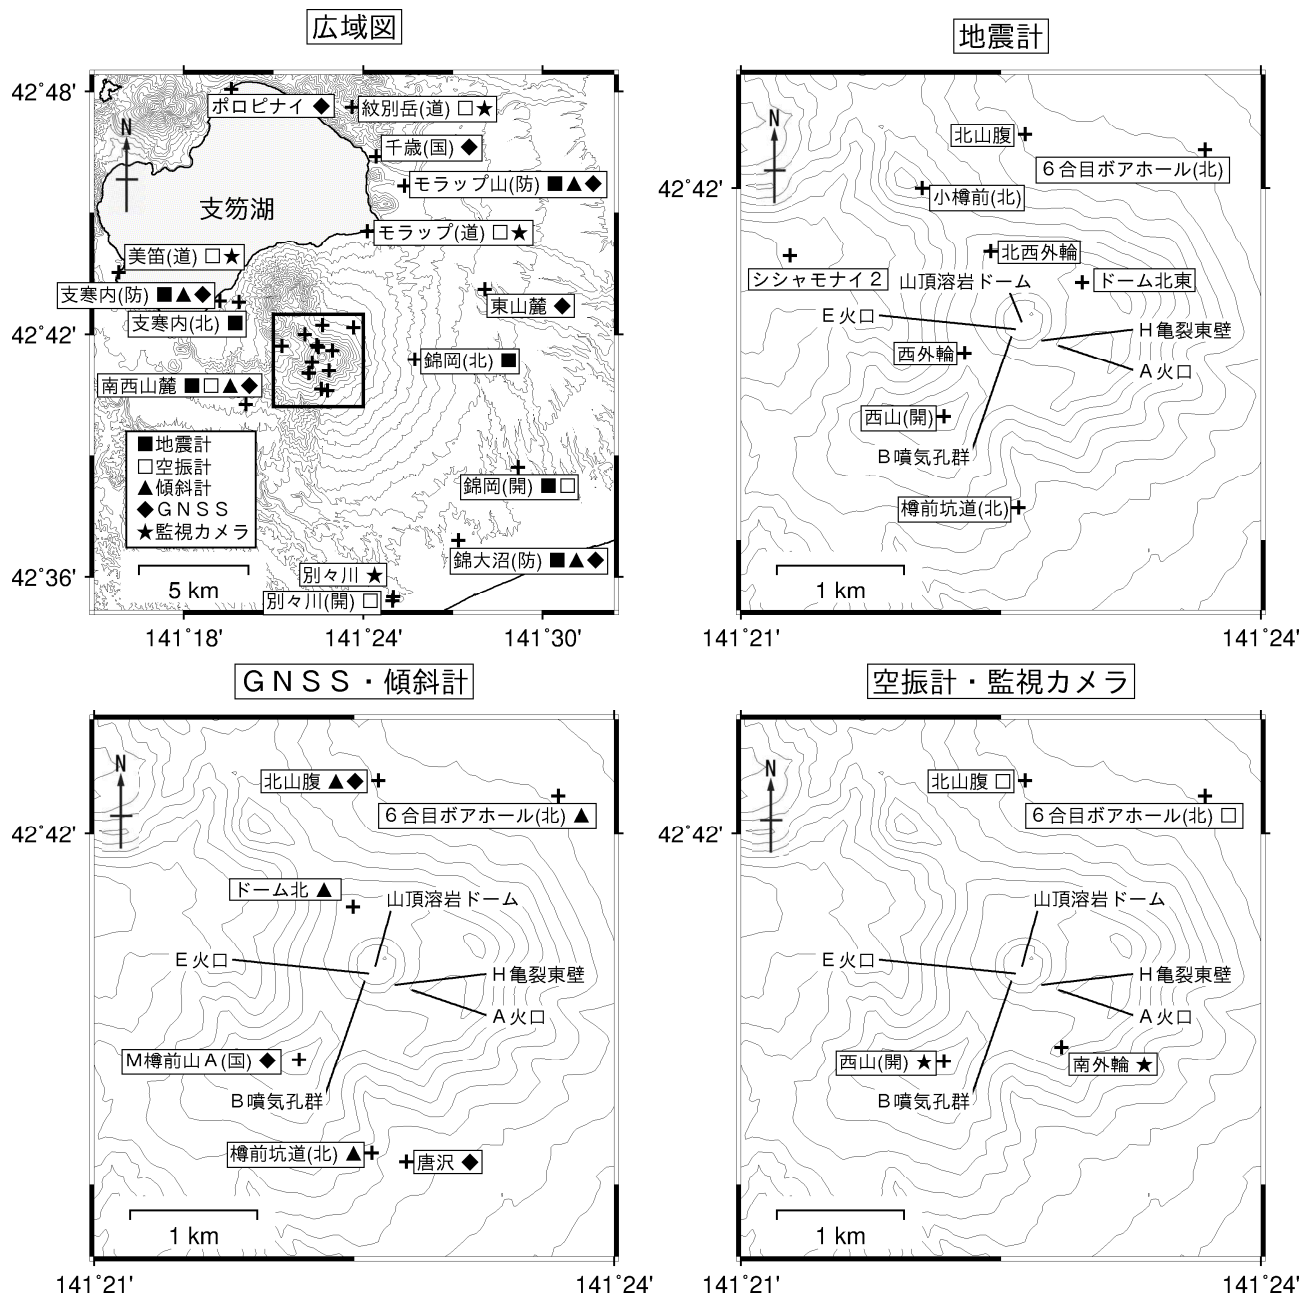 広域図
42°48'
42°42'
42°36'
141°18'
141°24'
141°30'
N
ポロピナイ ◆
紋別岳(道) □★
千歳(国) ◆
モラップ山(防) ■▲◆
支笏湖
モラップ(道) □★
美笛(道) □★
支寒内(防) ■▲◆
東山麓 ◆
支寒内(北) ■
錦岡(北) ■
南西山麓 ■□▲◆
■地震計
□空振計
▲傾斜計
◆GNSS
★監視カメラ
錦岡(開) ■□
錦大沼(防) ■▲◆
別々川 ★
別々川(開) □
5 km
地震計
N
42°42'
北山腹
6合目ボアホール(北)
小樽前(北)
北西外輪
シシャモナイ2
山頂溶岩ドーム
ドーム北東
E火口
H亀裂東壁
西外輪
A火口
西山(開)
B噴気孔群
樽前坑道(北)
1 km
141°21'
141°24'
GNSS・傾斜計
N
42°42'
北山腹 ▲◆
6合目ボアホール(北) ▲
ドーム北 ▲
山頂溶岩ドーム
E火口
H亀裂東壁
A火口
M樽前山A(国) ◆
B噴気孔群
樽前坑道(北) ▲
唐沢 ◆
1 km
141°21'
141°24'
空振計・監視カメラ
N
42°42'
北山腹 □
6合目ボアホール(北) □
山頂溶岩ドーム
E火口
H亀裂東壁
A火口
西山(開) ★
南外輪 ★
B噴気孔群
1 km
141°21'
141°24'